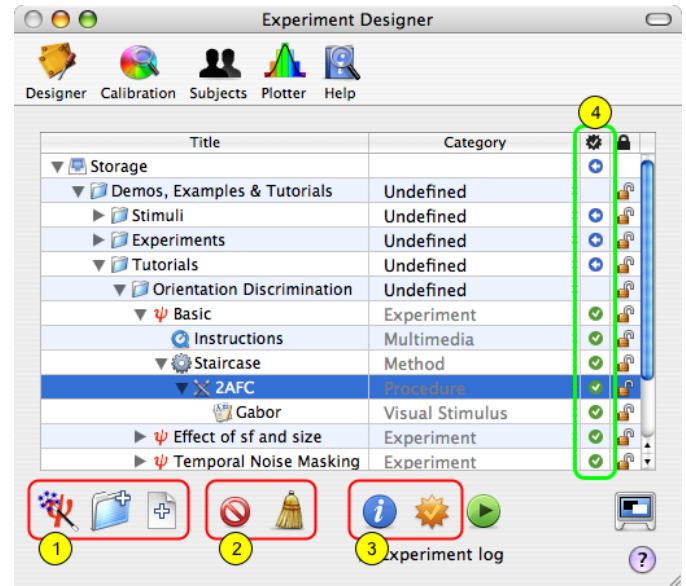 Experiment Designer
Designer Calibration Subjects Plotter Help
4
Title Category
Storage
Demos, Examples & Tutorials Undefined
Stimuli Undefined
Experiments Undefined
Tutorials Undefined
Orientation Discrimination Undefined
ψ Basic Experiment
Instructions Multimedia
Staircase Method
2AFC Procedure
Gabor Visual Stimulus
ψ Effect of sf and size Experiment
ψ Temporal Noise Masking Experiment
1 2 3
Experiment log
?